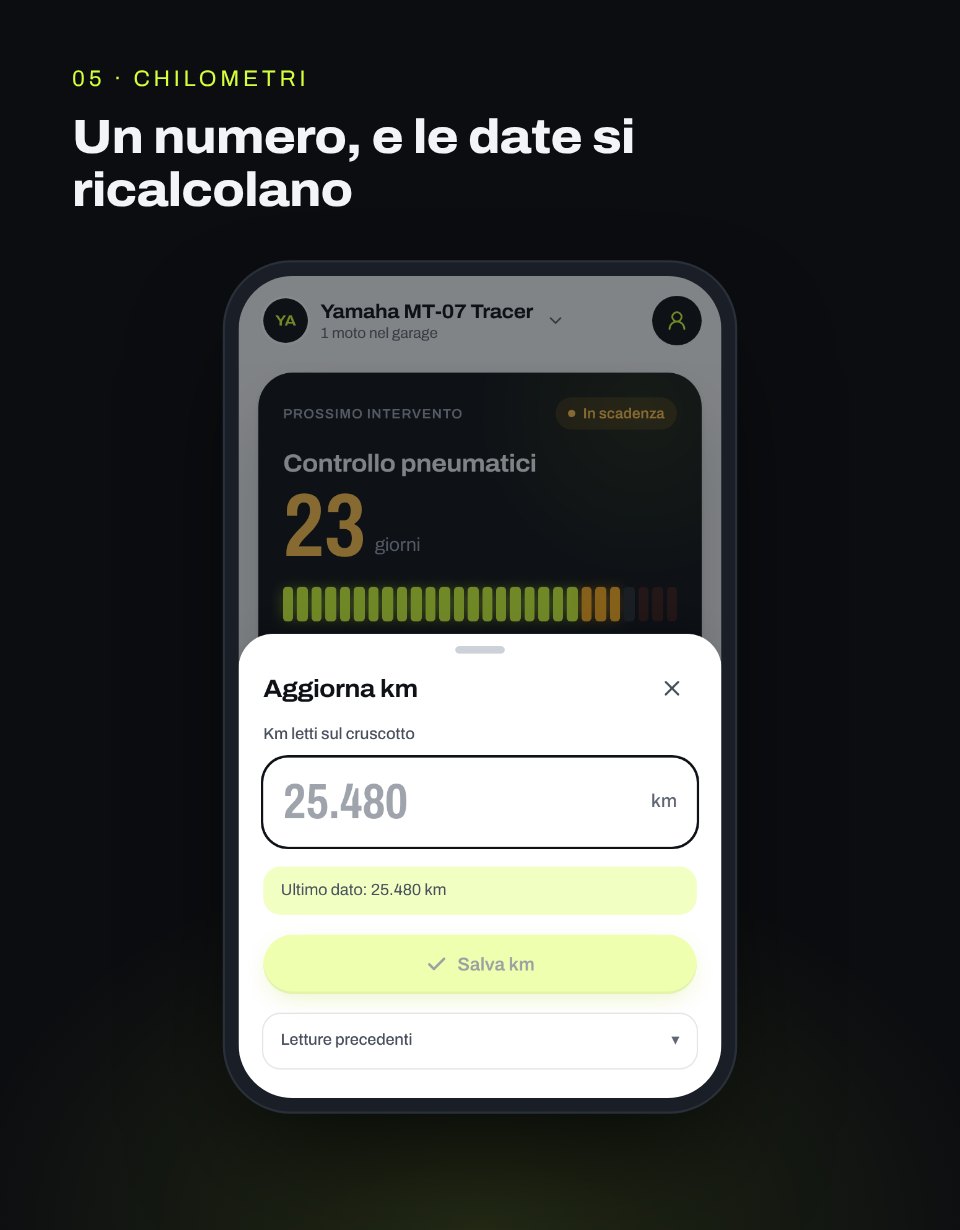 05 · CHILOMETRI
Un numero, e le date si
ricalcolano
YA
Yamaha MT-07 Tracer
1 moto nel garage
PROSSIMO INTERVENTO
In scadenza
Controllo pneumatici
23 giorni
Aggiorna km
Km letti sul cruscotto
25.480 km
Ultimo dato: 25.480 km
Salva km
Letture precedenti